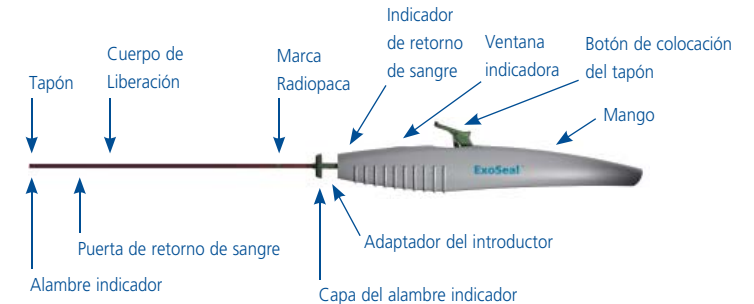 Indicador
de retorno
de sangre
Ventana
indicadora
Botón de colocación
del tapón
Cuerpo de
Liberación
Marca
Radiopaca
Tapón
Mango
ExoSeal
Puerta de retorno de sangre
Adaptador del introductor
Alambre indicador
Capa del alambre indicador